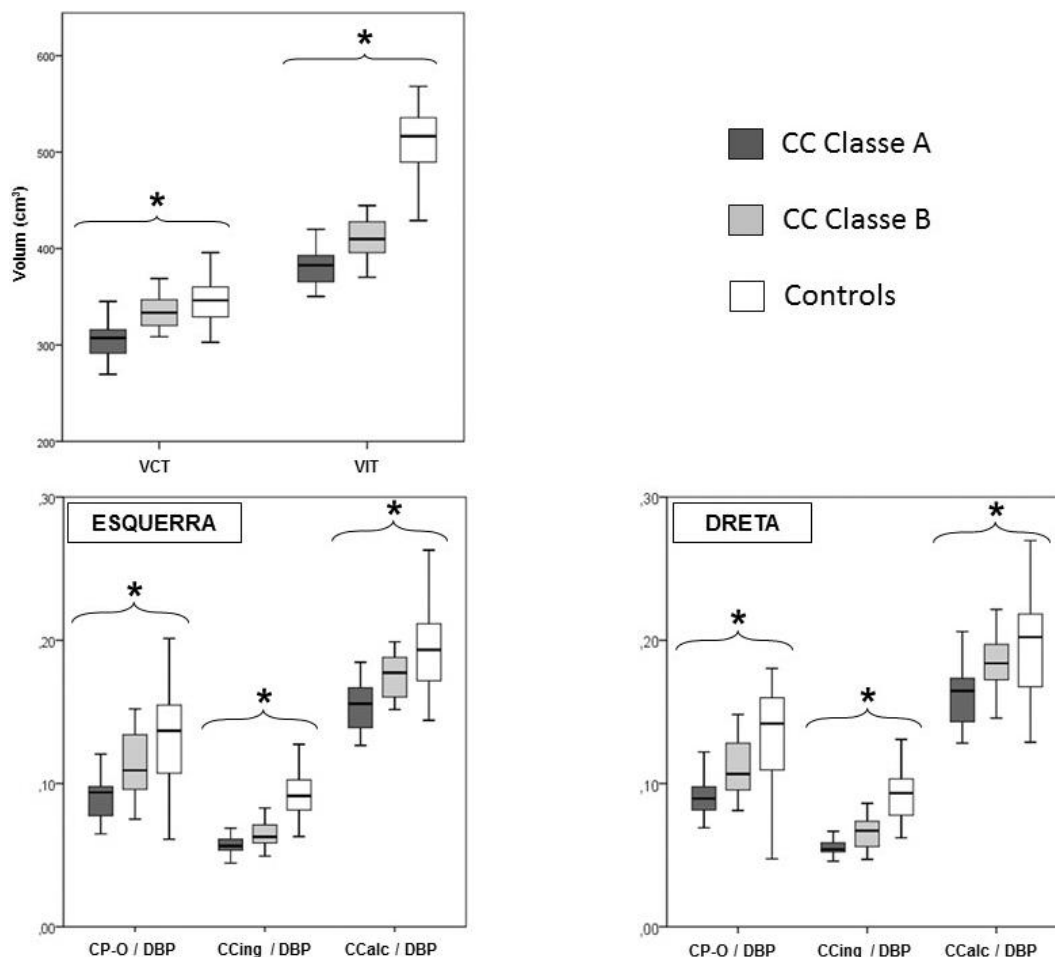 600
*
500
*
Volum (cm³)
400
300
200
VCT
VIT
CC Classe A
CC Classe B
Controls
,30
ESQUERRA
*
*
,20
*
,10
,00
CP-O / DBP
CCing / DBP
CCalc / DBP
,30
DRETA
*
*
,20
*
,10
,00
CP-O / DBP
CCing / DBP
CCalc / DBP